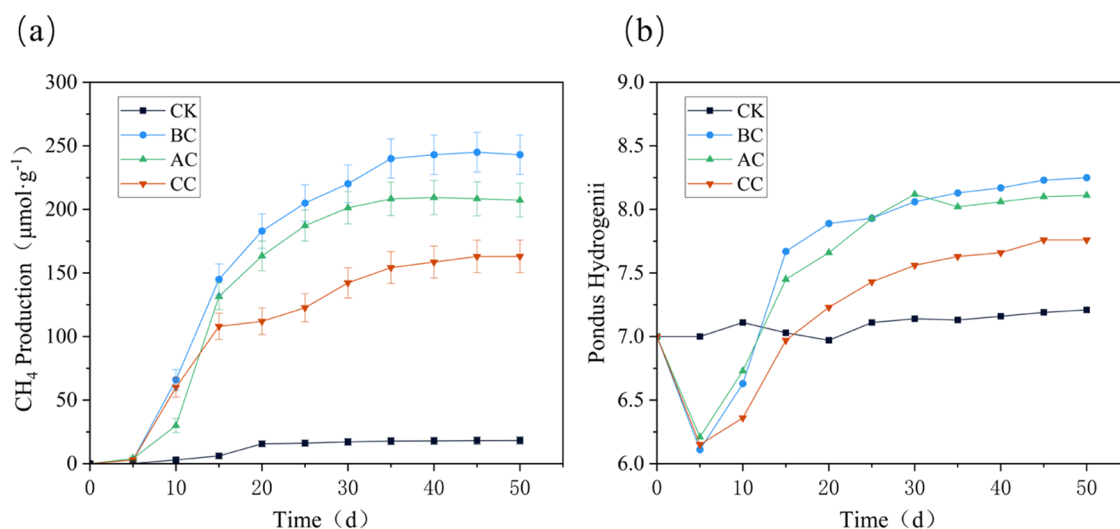 (a)
300
250
200
150
100
50
0
CH₄ Production（μmol·g⁻¹）
CK
BC
AC
CC
0 10 20 30 40 50
Time（d）
(b)
9.0
8.5
8.0
7.5
7.0
6.5
6.0
Pondus Hydrogenii
CK
BC
AC
CC
0 10 20 30 40 50
Time（d）